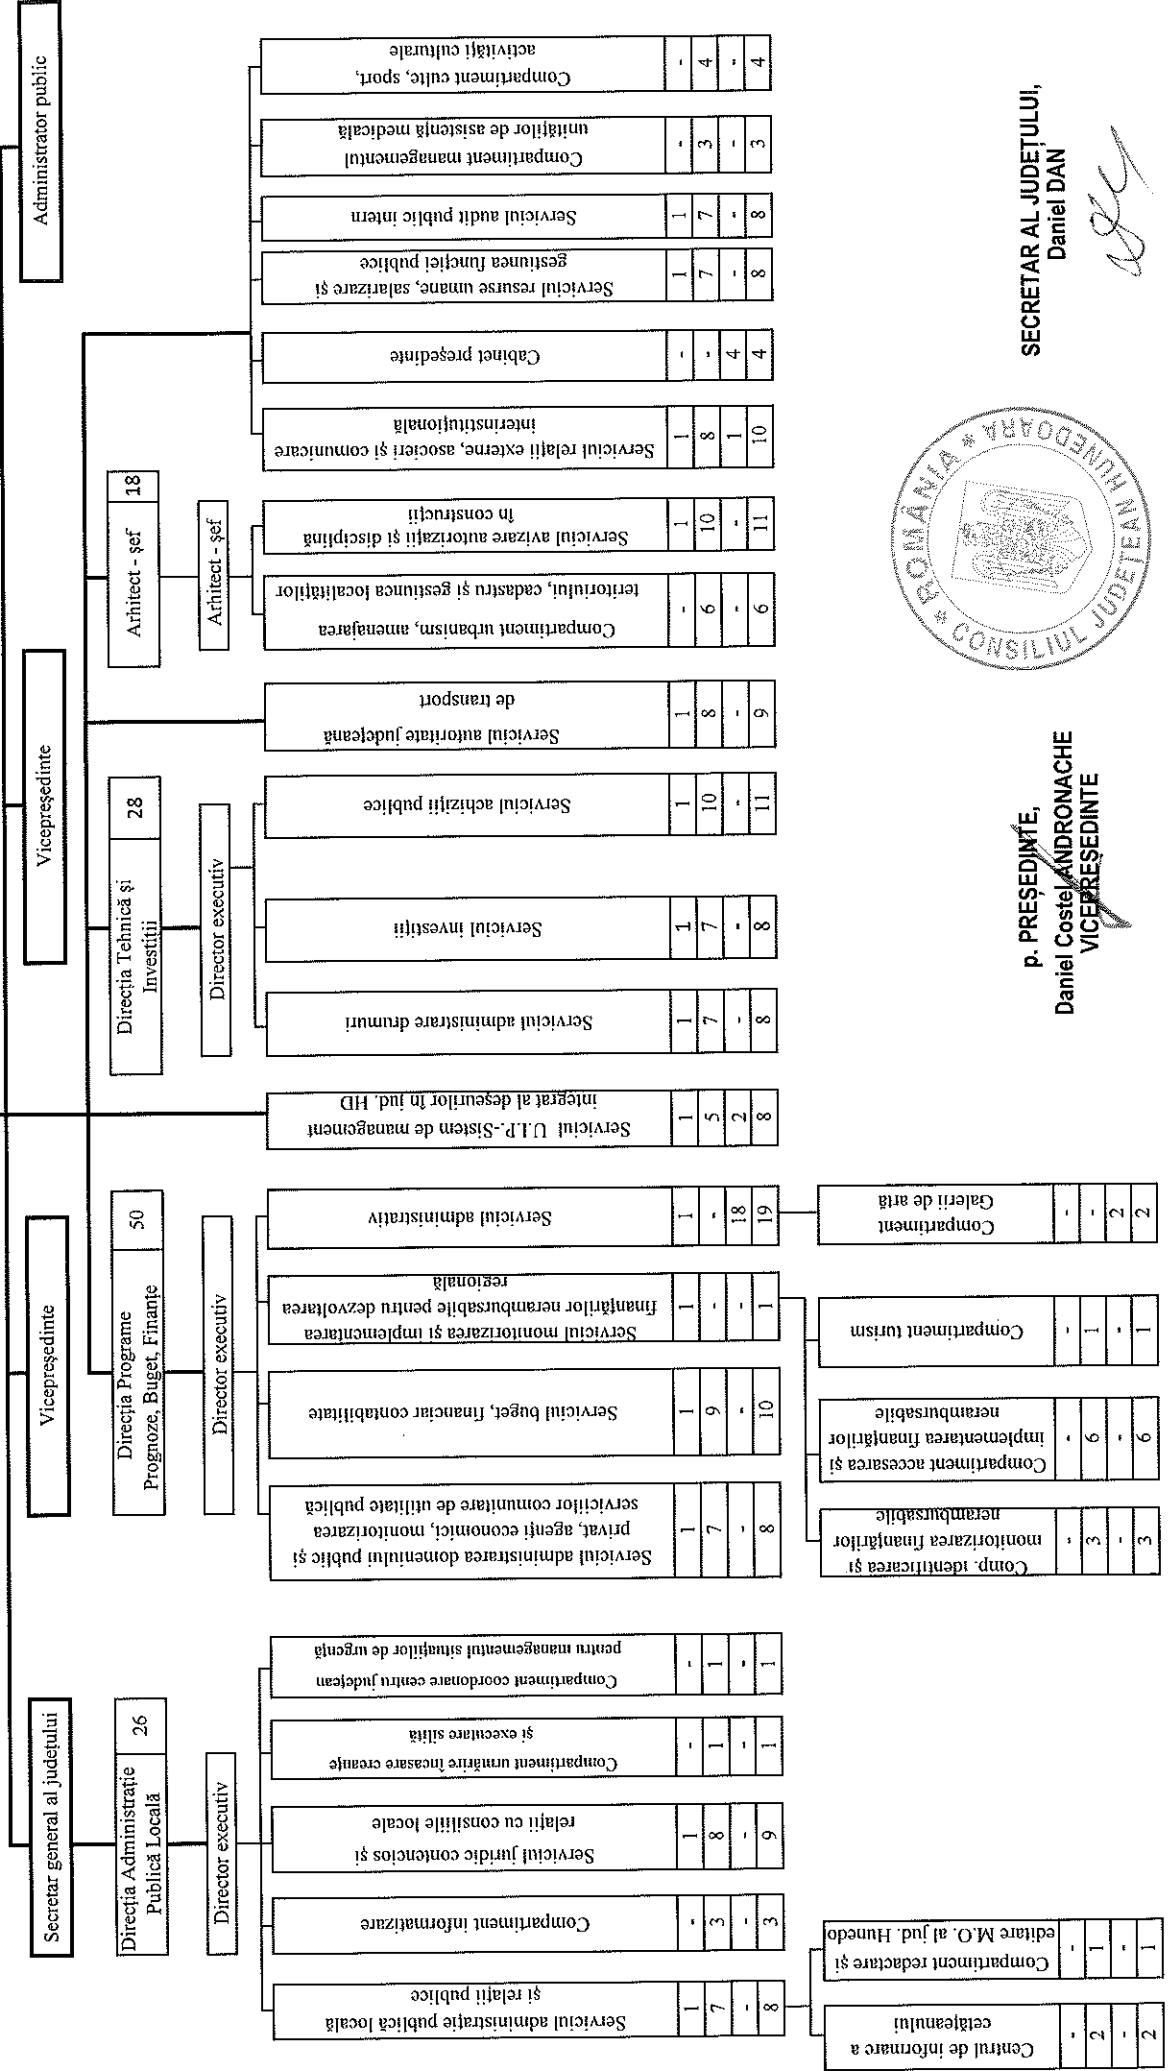 Administrator public
Vicepreședinte
Vicepreședinte
Secretar general al județului
Arhitect - șef
18
Arhitect - șef
Direcția Tehnică și
Investitii
28
Director executiv
Direcția Programe
Prognoze, Buget, Finanțe
50
Director executiv
Direcția Administrație
Publică Locală
26
Director executiv
Serviciul administrație publică locală
și relații publice
1
7
-
8
Compartiment informatizare
-
3
-
3
Serviciul juridic contencios și
relații cu consiliile locale
1
8
-
9
Compartiment urmărire încasare creanțe
și executare silită
-
1
-
1
Compartiment coordonare centru județean
pentru managementul situațiilor de urgență
-
1
-
1
Centrul de informare a
cetățeanului
-
2
-
2
Compartiment redactare și
editare M.O. al jud. Hunedo
-
1
-
1
Serviciul administrarea domeniului public și
privat, agenți economici, monitorizarea
serviciilor comunitare de utilitate publică
1
7
-
8
Serviciul buget, financiar contabilitate
1
9
-
10
Serviciul monitorizarea și implementarea
finanțărilor nerambursabile pentru dezvoltarea
regională
1
-
-
1
Serviciul administrativ
1
-
18
19
Comp. identificarea și
monitorizarea finanțărilor
nerambursabile
-
3
-
3
Compartiment accesarea și
implementarea finanțărilor
nerambursabile
-
6
-
6
Compartiment turism
-
1
-
1
Compartiment
Galerii de artă
-
-
2
2
Serviciul U.I.P.-Sistem de management
integrat al deșeurilor în jud. HD
1
5
2
8
Serviciul administrare drumuri
1
7
-
8
Serviciul investiții
1
7
-
8
Serviciul achiziții publice
1
10
-
11
Serviciul autoritate județeană
de transport
1
8
-
9
Compartiment urbanism, amenajarea
teritoriului, cadastru și gestiunea localităților
-
6
-
6
Serviciul avizare autorizații și disciplină
în construcții
1
10
-
11
Serviciul relații externe, asocieri și comunicare
interinstituțională
1
8
1
10
Cabinet președinte
-
-
4
4
Serviciul resurse umane, salarizare și
gestiunea funcției publice
1
7
-
8
Serviciul audit public intern
1
7
-
8
Compartiment managementul
unităților de asistență medicală
-
3
-
3
Compartiment culte, sport,
activități culturale
-
4
-
4
p. PREȘEDINTE,
Daniel Costel ANDRONACHE
VICEPREȘEDINTE
* ROMÂNIA *
CONSILIUL JUDEȚEAN HUNEDOARA
SECRETAR AL JUDEȚULUI,
Daniel DAN